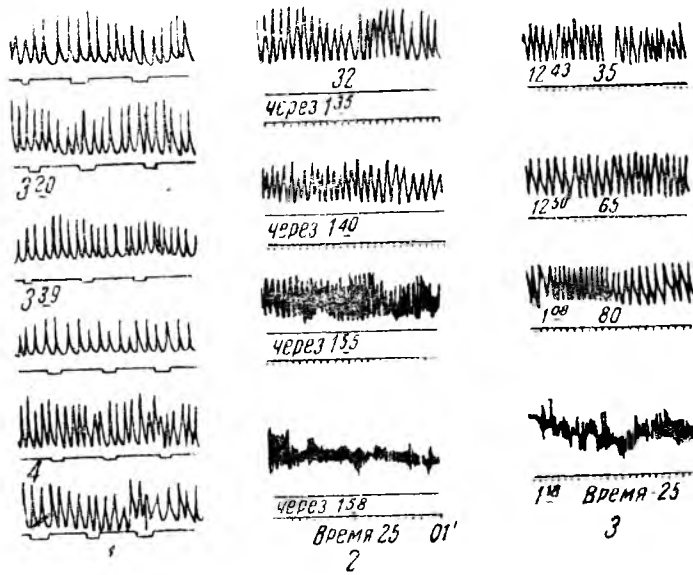 3 20
3 39
4
1
32
через 1 35
через 1 40
через 1 55
через 1 58
Время 25 01'
2
12 43 35
12 50 65
1 08 80
1 18 Время-25
3